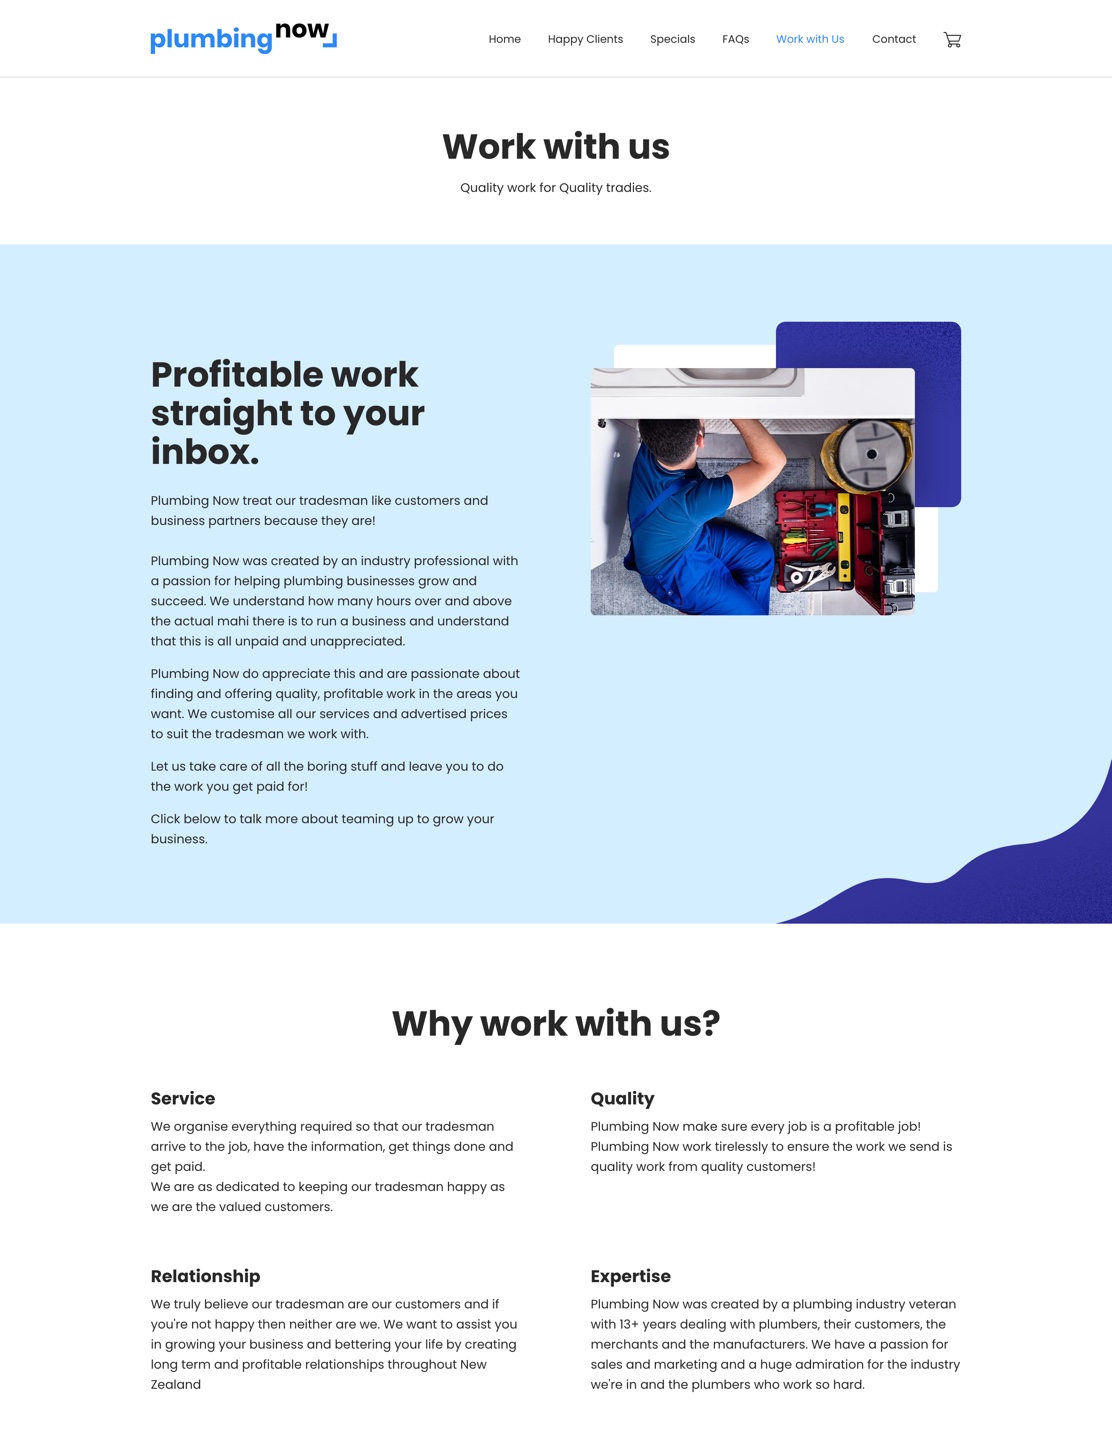 plumbing now
Home Happy Clients Specials FAQs Work with Us Contact
Work with us
Quality work for Quality tradies.
Profitable work
straight to your
inbox.
Plumbing Now treat our tradesman like customers and
business partners because they are!
Plumbing Now was created by an industry professional with
a passion for helping plumbing businesses grow and
succeed. We understand how many hours over and above
the actual mahi there is to run a business and understand
that this is all unpaid and unappreciated.
Plumbing Now do appreciate this and are passionate about
finding and offering quality, profitable work in the areas you
want. We customise all our services and advertised prices
to suit the tradesman we work with.
Let us take care of all the boring stuff and leave you to do
the work you get paid for!
Click below to talk more about teaming up to grow your
business.
Why work with us?
Service
We organise everything required so that our tradesman
arrive to the job, have the information, get things done and
get paid.
We are as dedicated to keeping our tradesman happy as
we are the valued customers.
Quality
Plumbing Now make sure every job is a profitable job!
Plumbing Now work tirelessly to ensure the work we send is
quality work from quality customers!
Relationship
We truly believe our tradesman are our customers and if
you're not happy then neither are we. We want to assist you
in growing your business and bettering your life by creating
long term and profitable relationships throughout New
Zealand
Expertise
Plumbing Now was created by a plumbing industry veteran
with 13+ years dealing with plumbers, their customers, the
merchants and the manufacturers. We have a passion for
sales and marketing and a huge admiration for the industry
we're in and the plumbers who work so hard.